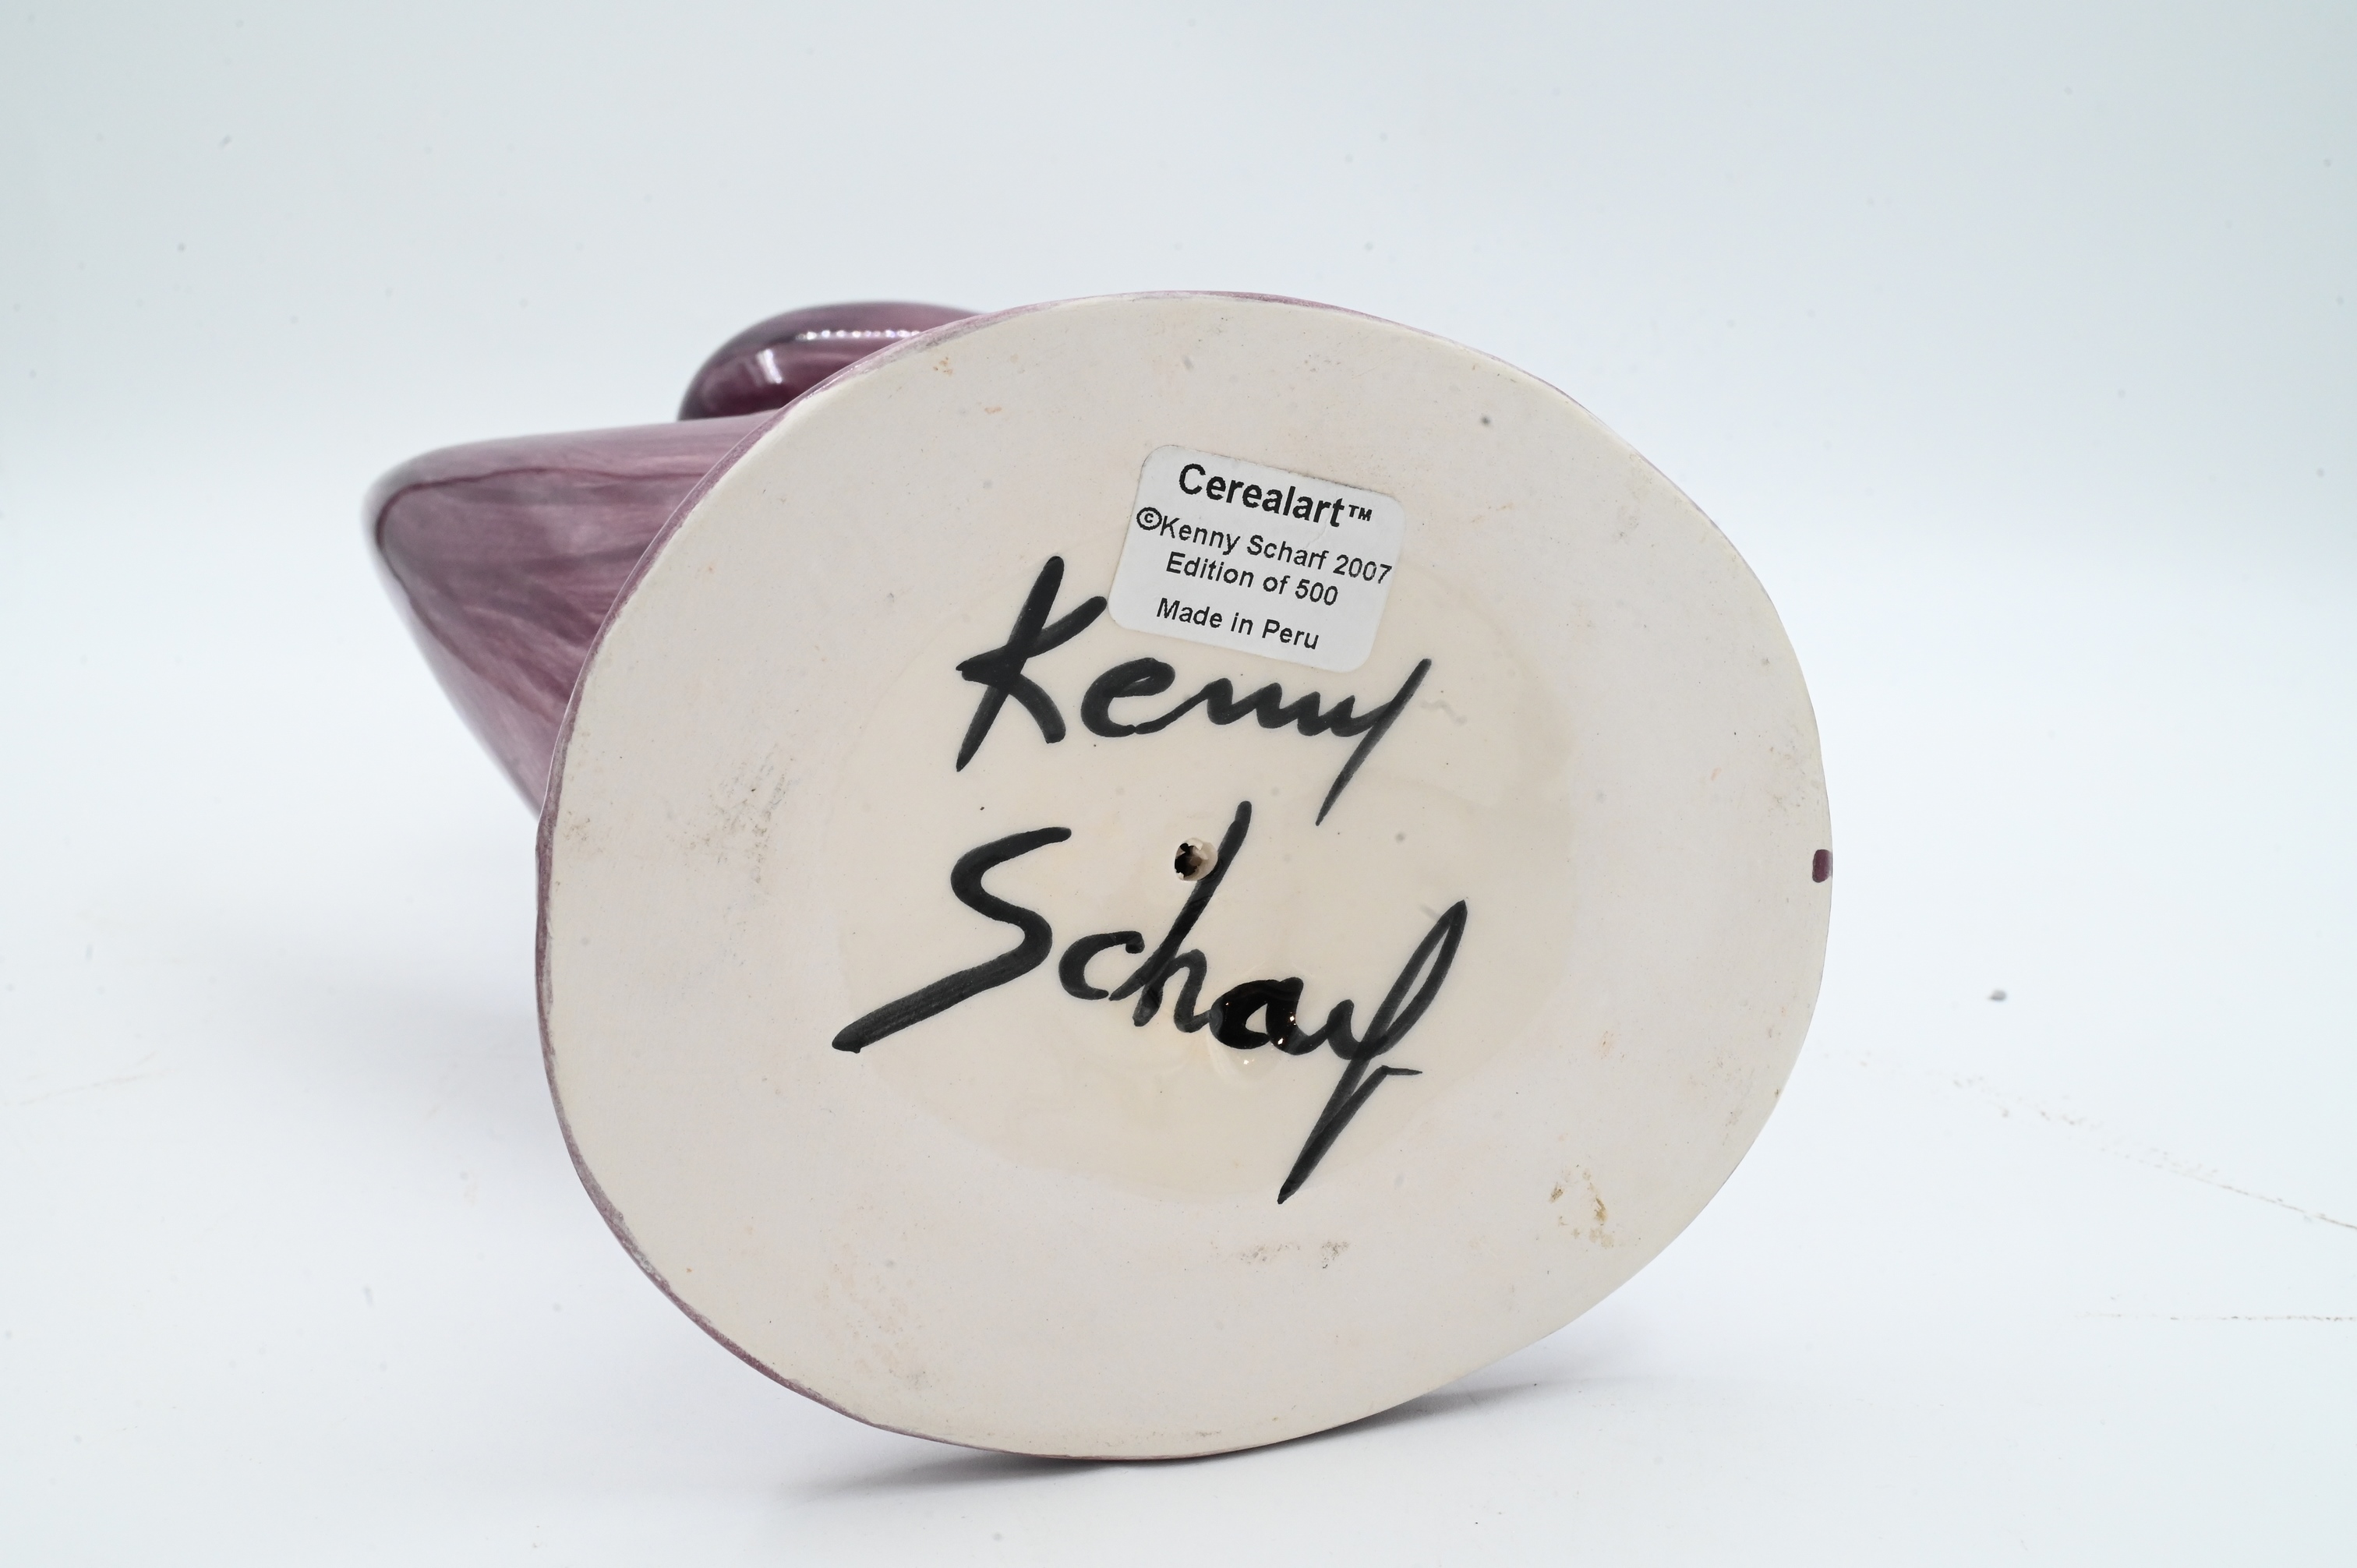 Cerealart™
©Kenny Scharf 2007
Edition of 500
Made in Peru
Kenny
Scharf